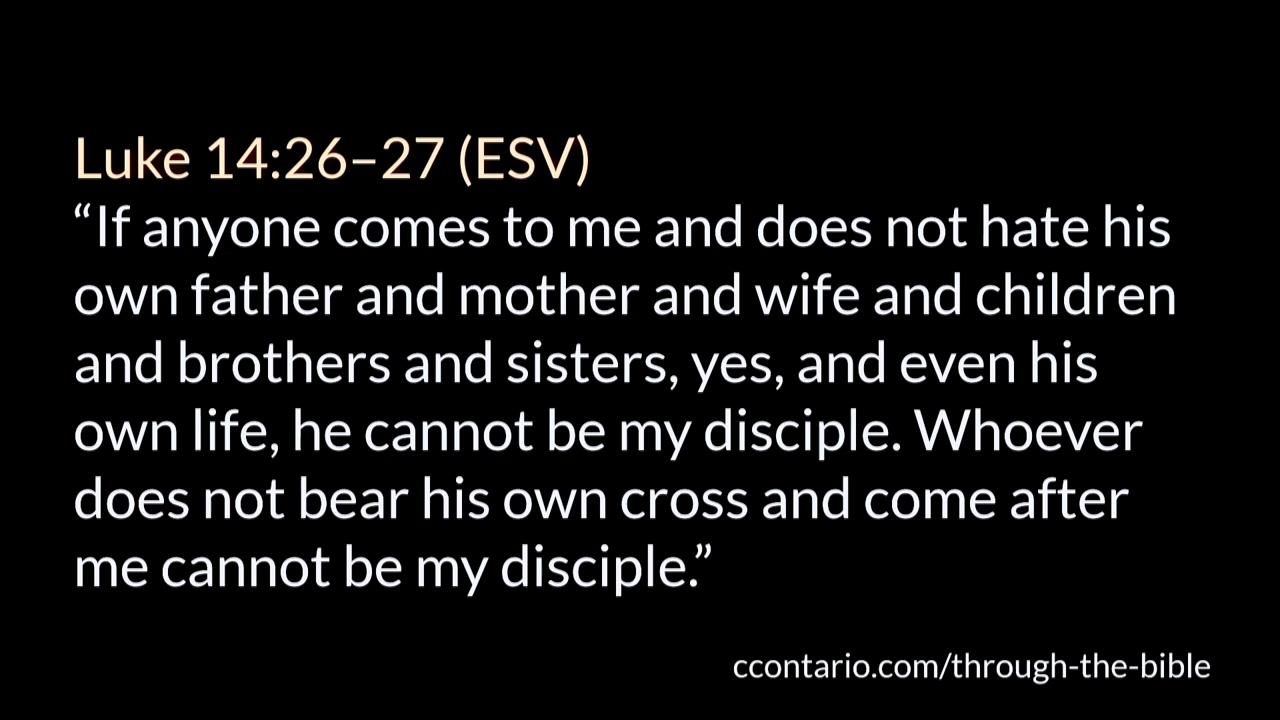 Luke 14:26–27 (ESV)
“If anyone comes to me and does not hate his
own father and mother and wife and children
and brothers and sisters, yes, and even his
own life, he cannot be my disciple. Whoever
does not bear his own cross and come after
me cannot be my disciple.”
ccontario.com/through-the-bible